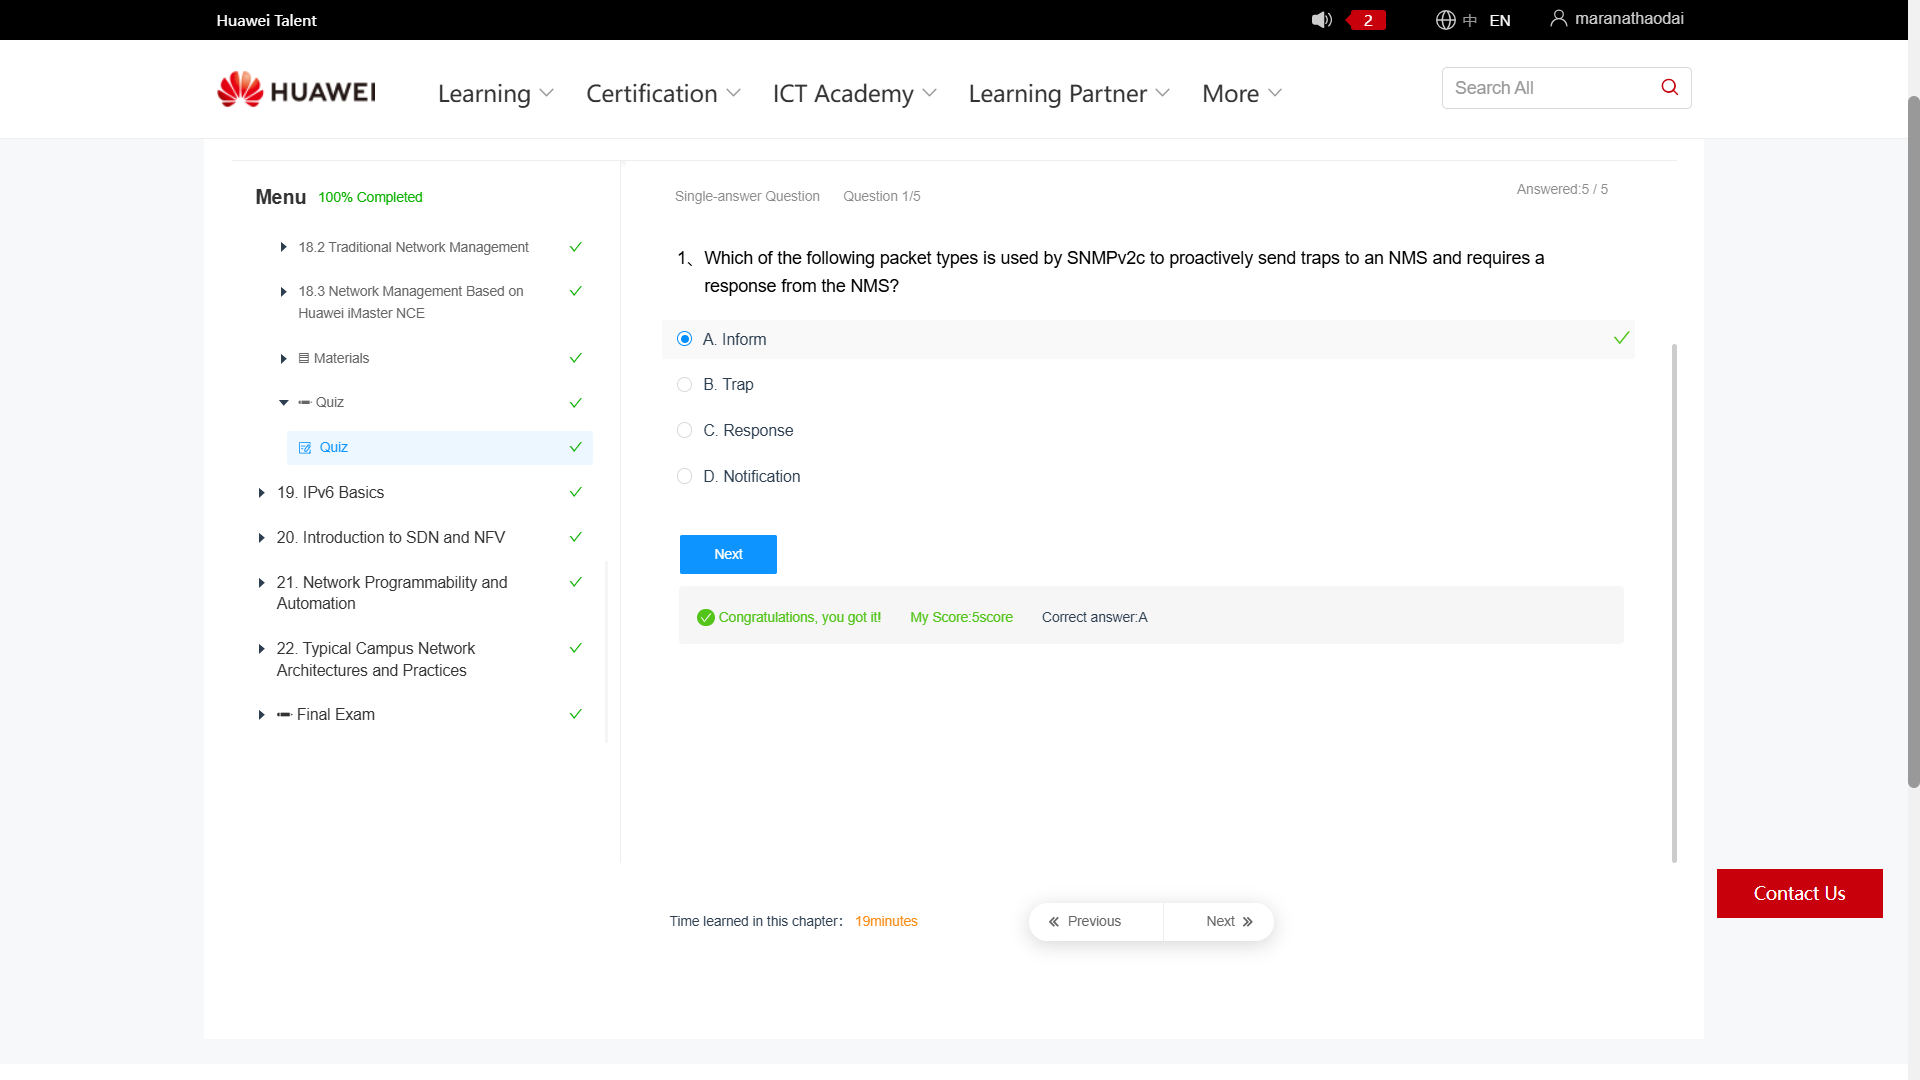 Huawei Talent
2
中 EN
maranathaodai
HUAWEI
Learning
Certification
ICT Academy
Learning Partner
More
Search All
Menu 100% Completed
18.2 Traditional Network Management
18.3 Network Management Based on
Huawei iMaster NCE
Materials
Quiz
Quiz
19. IPv6 Basics
20. Introduction to SDN and NFV
21. Network Programmability and
Automation
22. Typical Campus Network
Architectures and Practices
Final Exam
Single-answer Question Question 1/5
Answered:5 / 5
1、Which of the following packet types is used by SNMPv2c to proactively send traps to an NMS and requires a
response from the NMS?
A. Inform
B. Trap
C. Response
D. Notification
Next
Congratulations, you got it! My Score:5score Correct answer:A
Time learned in this chapter： 19minutes
« Previous
Next »
Contact Us